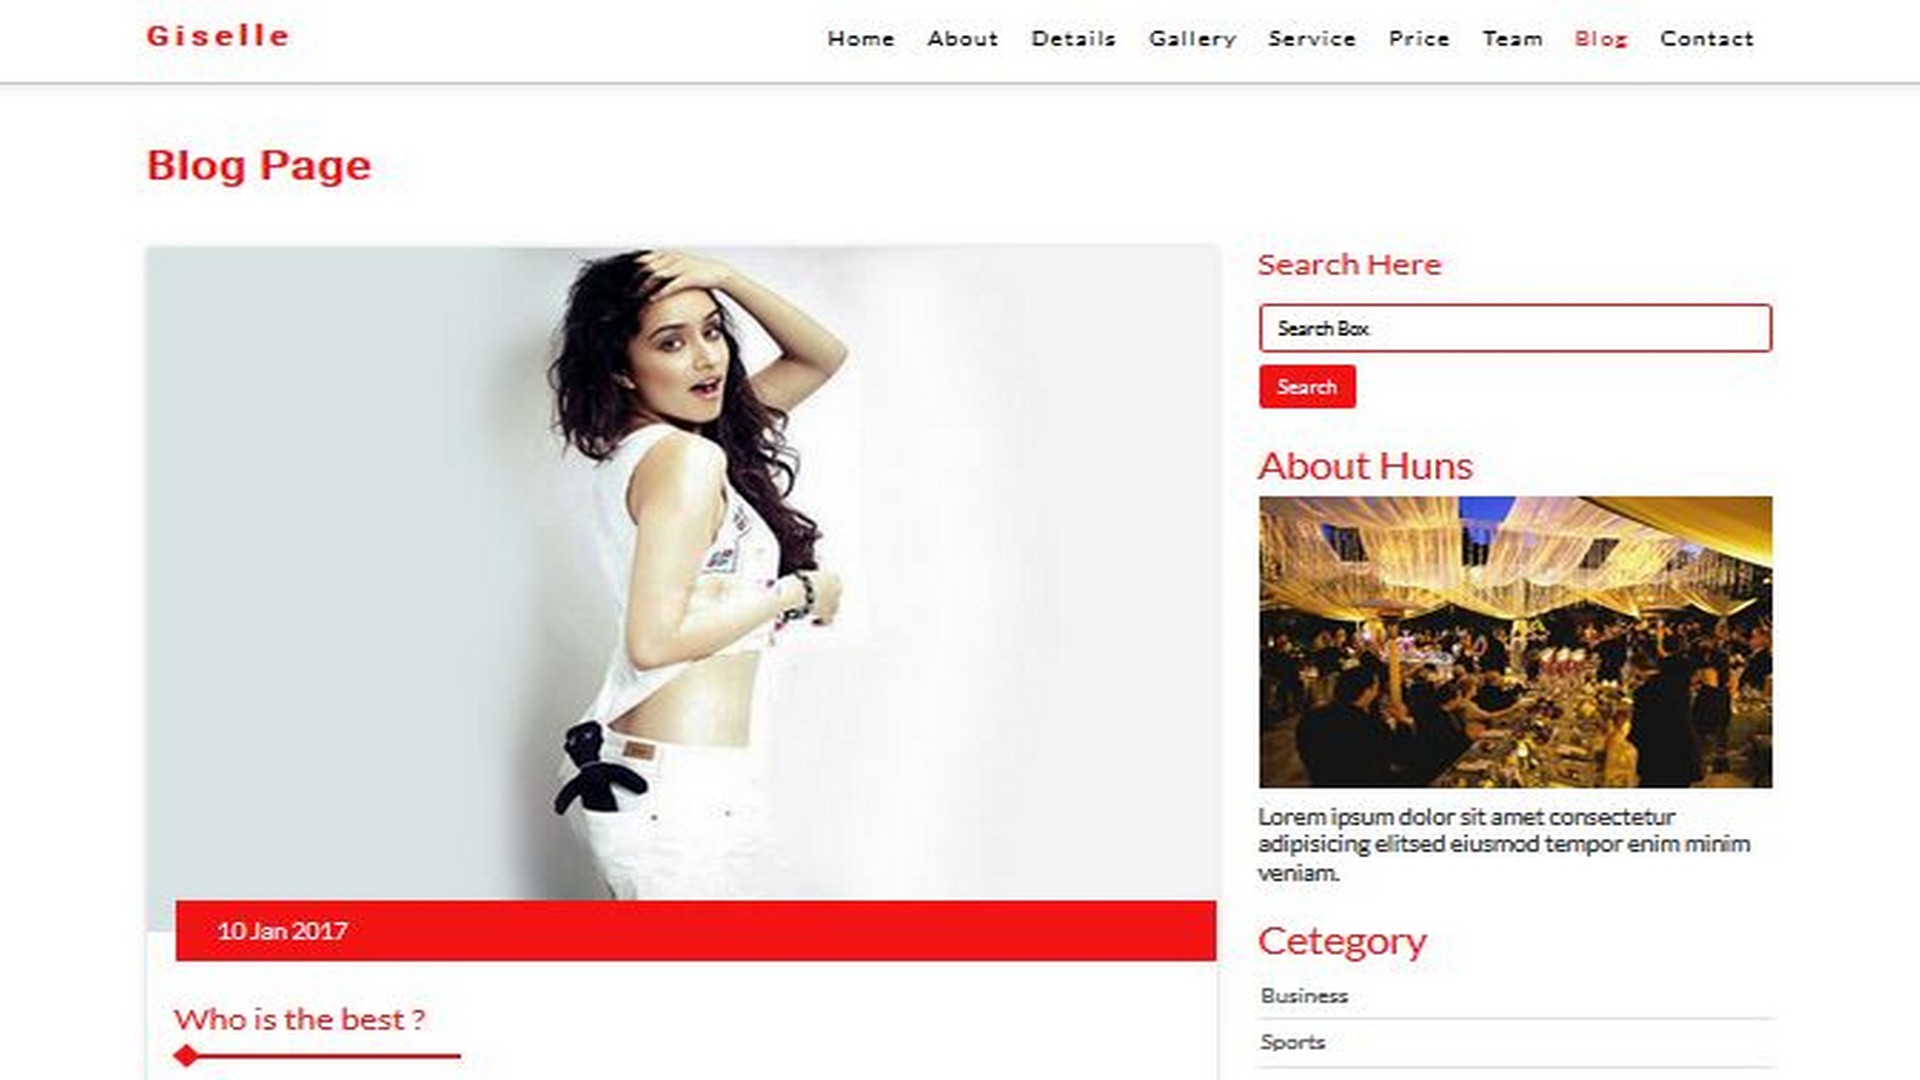 Giselle
Home About Details Gallery Service Price Team Blog Contact
Blog Page
Search Here
Search Box
Search
About Huns
Lorem ipsum dolor sit amet consectetur
adipisicing elitsed eiusmod tempor enim minim
veniam.
10 Jan 2017
Cetegory
Business
Sports
Who is the best ?